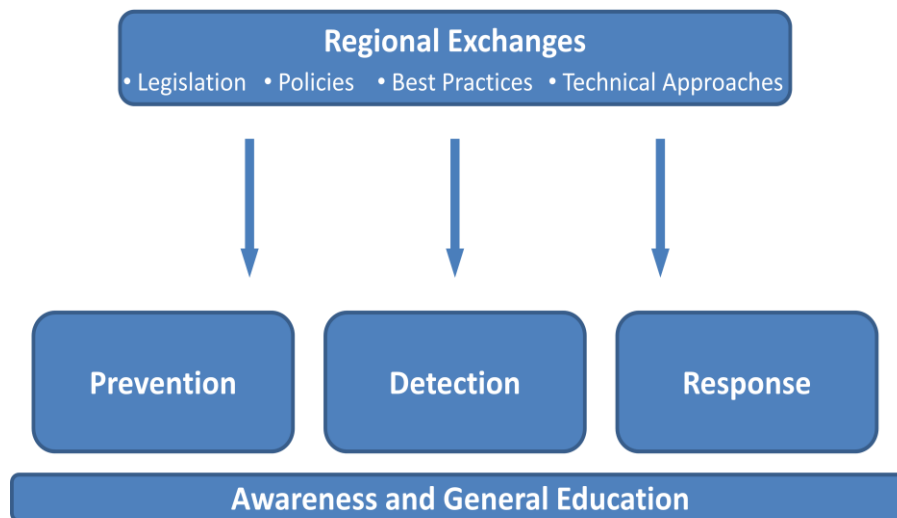 Regional Exchanges
• Legislation • Policies • Best Practices • Technical Approaches
Prevention Detection Response
Awareness and General Education